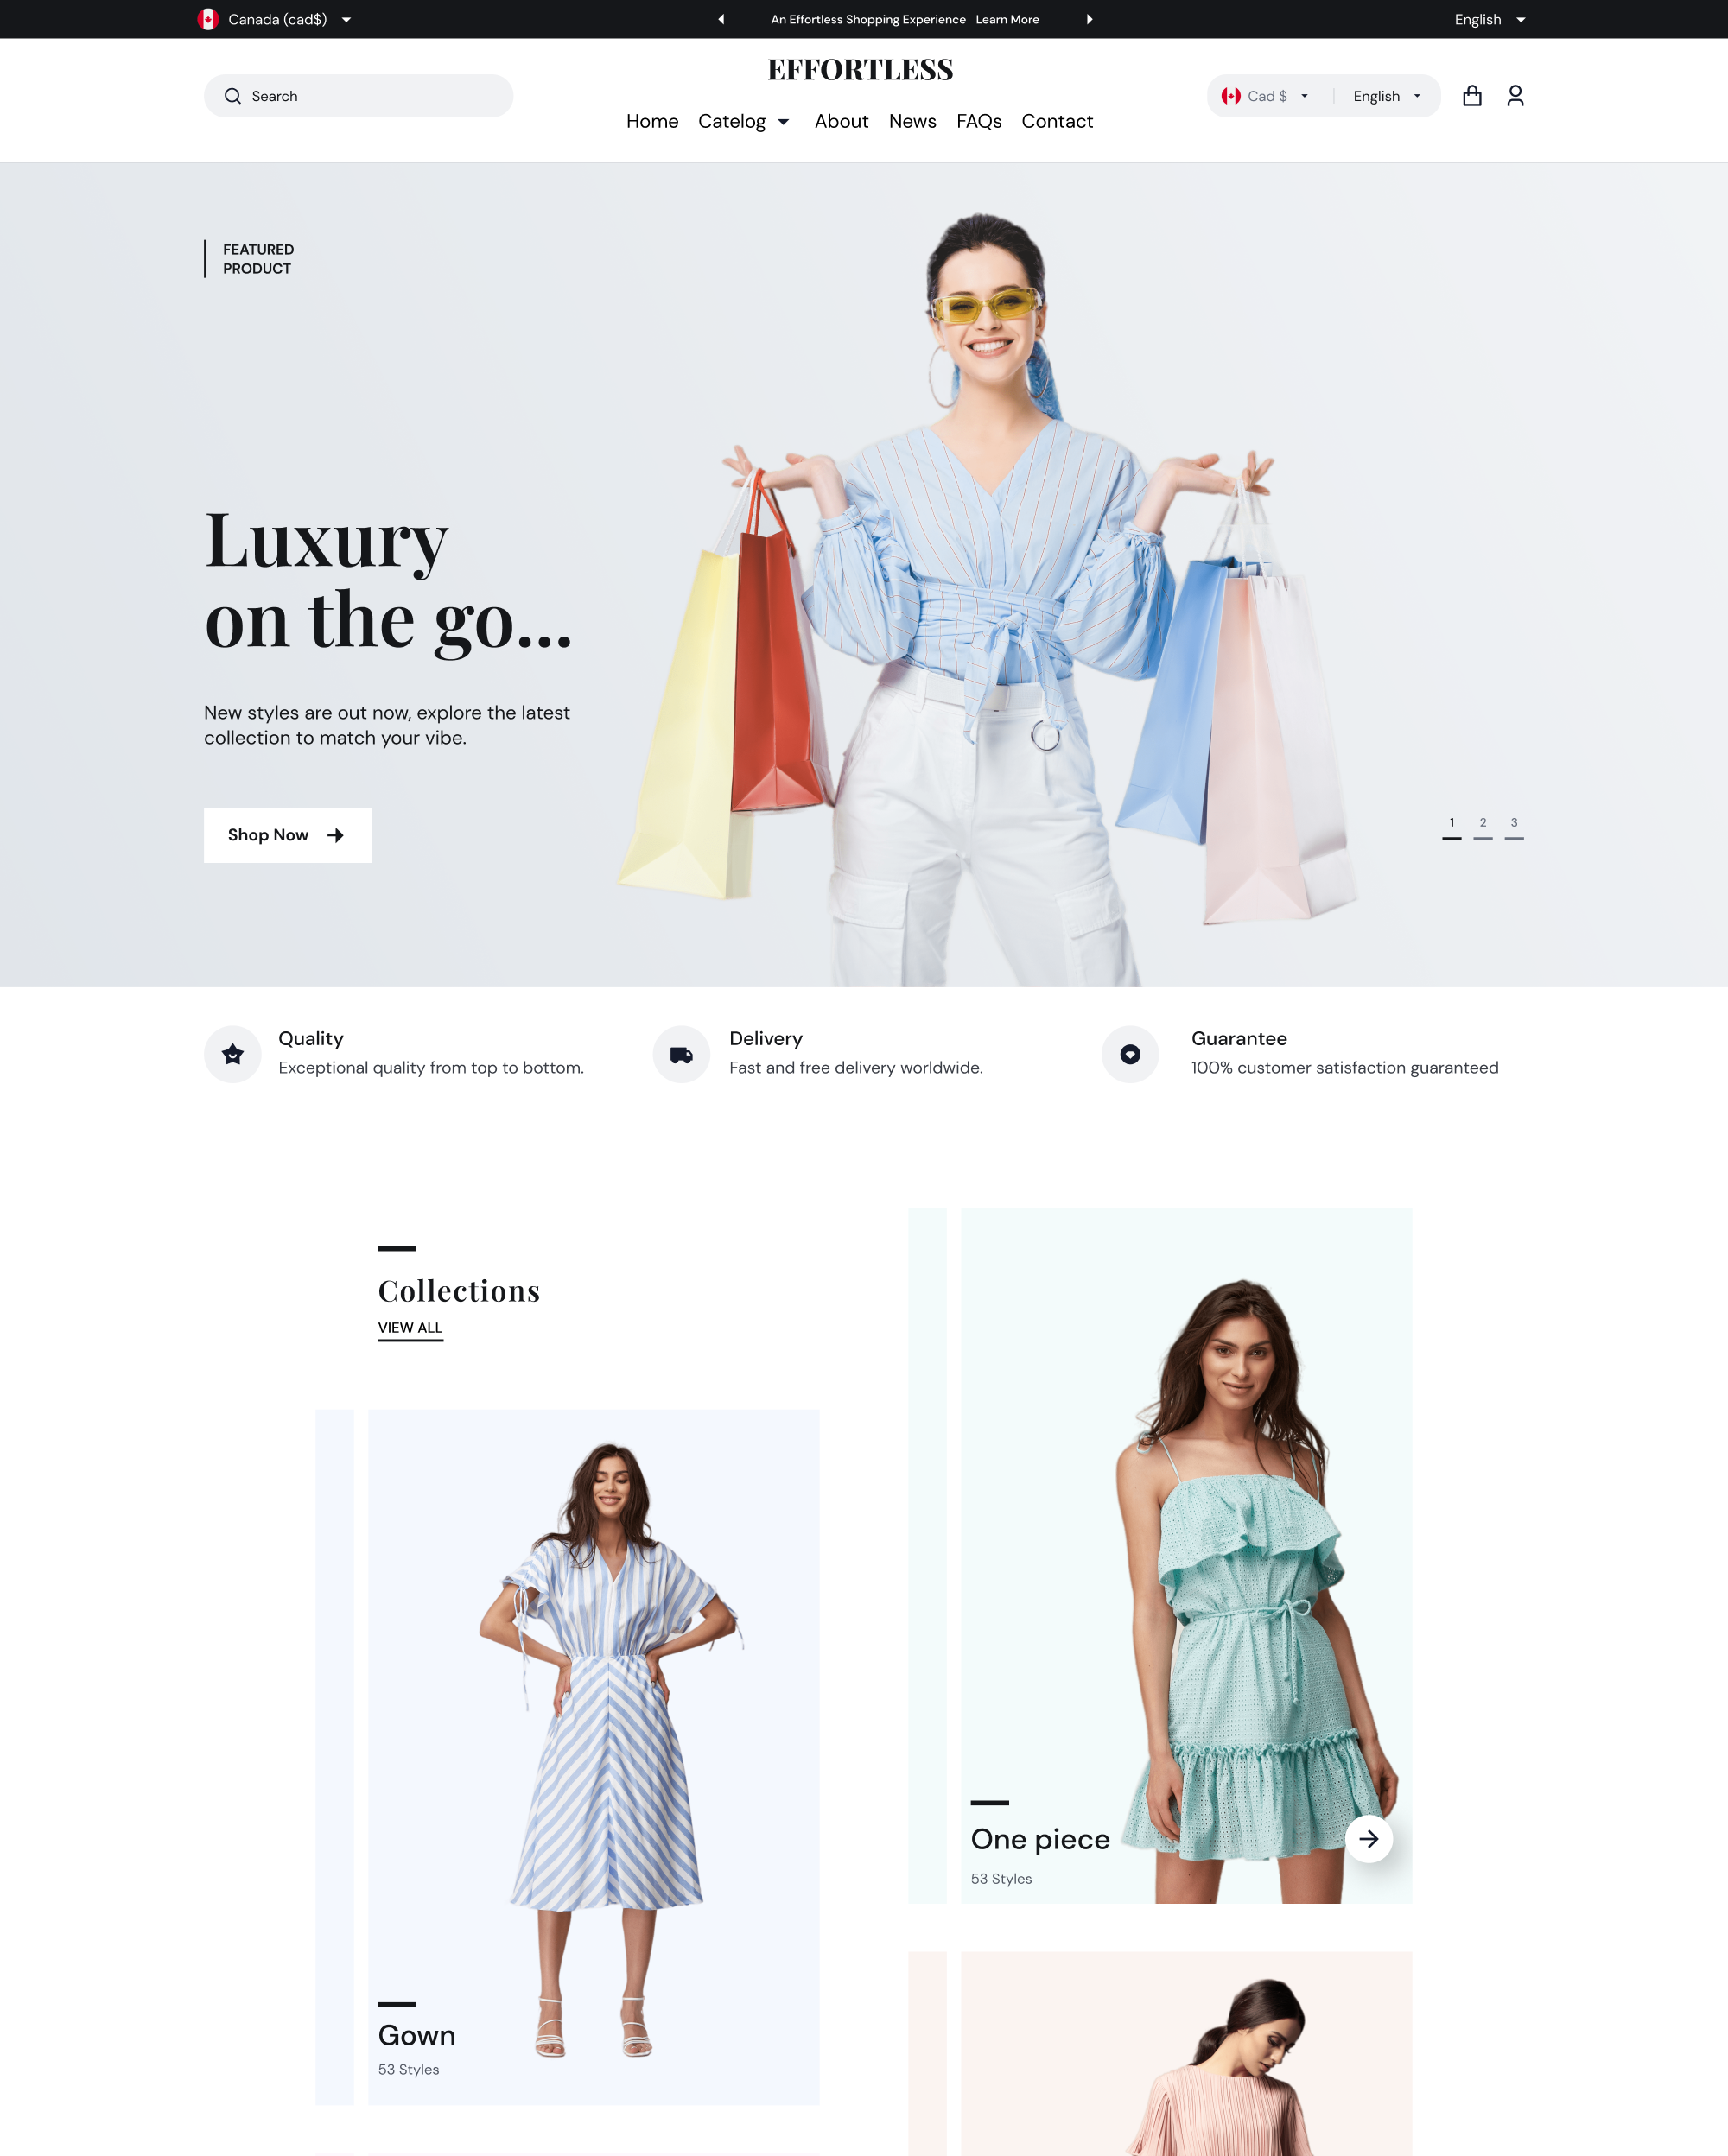 Canada (cad$)
An Effortless Shopping Experience Learn More
English
Search
EFFORTLESS
Cad $
English
Home Catelog About News FAQs Contact
FEATURED
PRODUCT
Luxury
on the go...
New styles are out now, explore the latest
collection to match your vibe.
Shop Now
1 2 3
Quality
Exceptional quality from top to bottom.
Delivery
Fast and free delivery worldwide.
Guarantee
100% customer satisfaction guaranteed
Collections
VIEW ALL
One piece
53 Styles
Gown
53 Styles